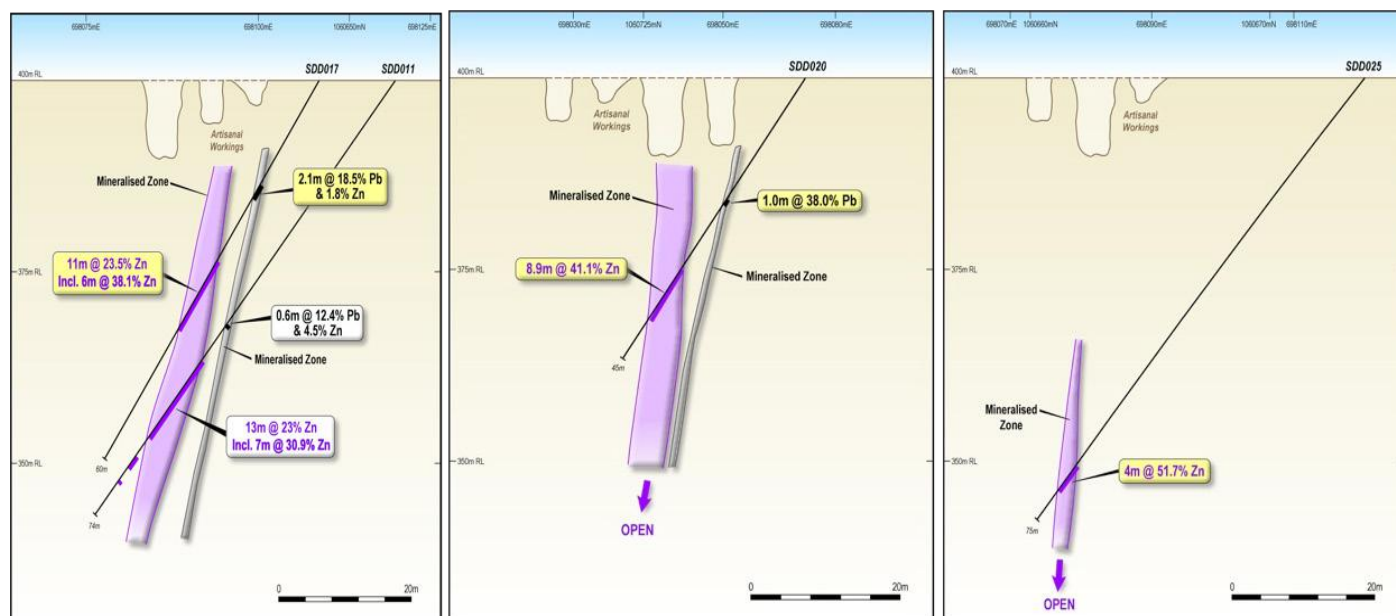 698075mE 698100mE 1060650mN 698125mE
SDD017 SDD011
400m RL
Artisanal
Workings
Mineralised Zone
2.1m @ 18.5% Pb
& 1.8% Zn
11m @ 23.5% Zn
Incl. 6m @ 38.1% Zn
375m RL
0.6m @ 12.4% Pb
& 4.5% Zn
Mineralised Zone
13m @ 23% Zn
Incl. 7m @ 30.9% Zn
350m RL
60m
74m
0 20m
698030mE 1060725mN 698050mE 698080mE
SDD020
400m RL
Artisanal
Workings
Mineralised Zone
1.0m @ 38.0% Pb
8.9m @ 41.1% Zn
375m RL
Mineralised Zone
45m
350m RL
OPEN
0 20m
698070mE 1060660mN 698090mE 1060670mN 698110mE
SDD025
400m RL
Artisanal
Workings
375m RL
Mineralised
Zone
350m RL
4m @ 51.7% Zn
75m
OPEN
0 20m